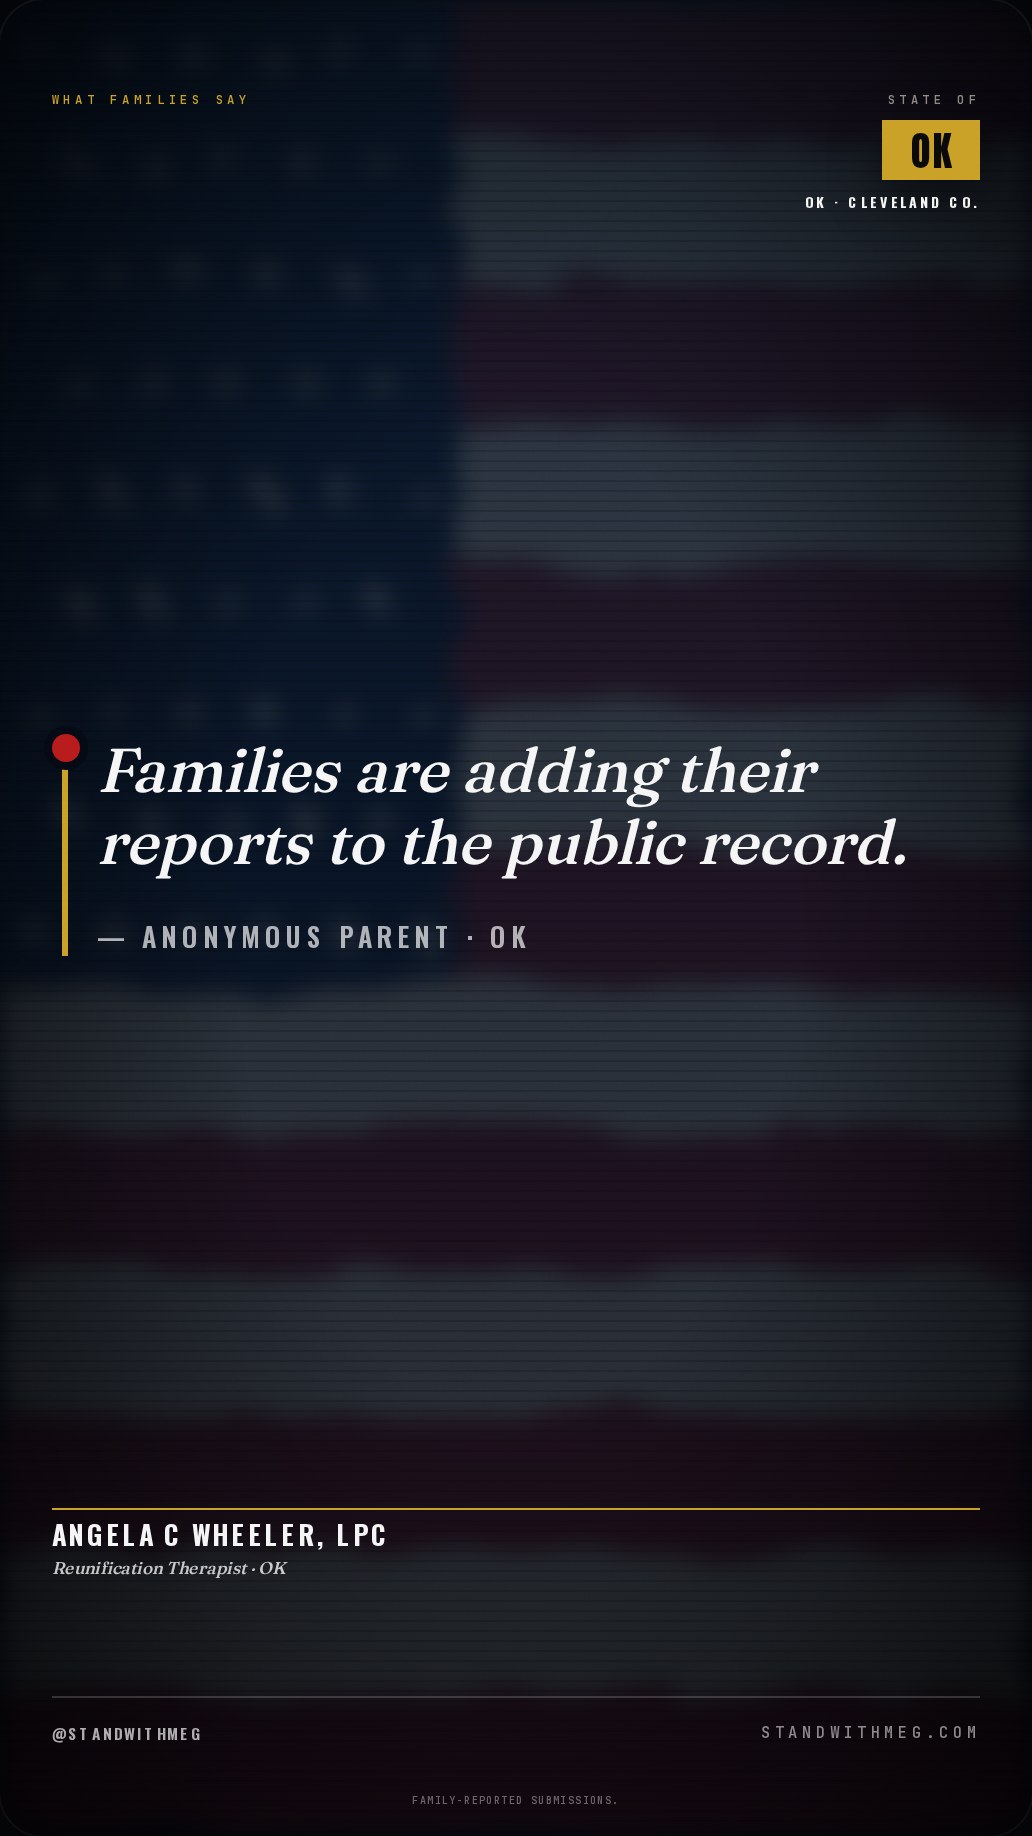 WHAT FAMILIES SAY
STATE OF
OK
OK · CLEVELAND CO.
Families are adding their
reports to the public record.
— ANONYMOUS PARENT · OK
ANGELA C WHEELER, LPC
Reunification Therapist · OK
@STANDWITHMEG
STANDWITHMEG.COM
FAMILY-REPORTED SUBMISSIONS.